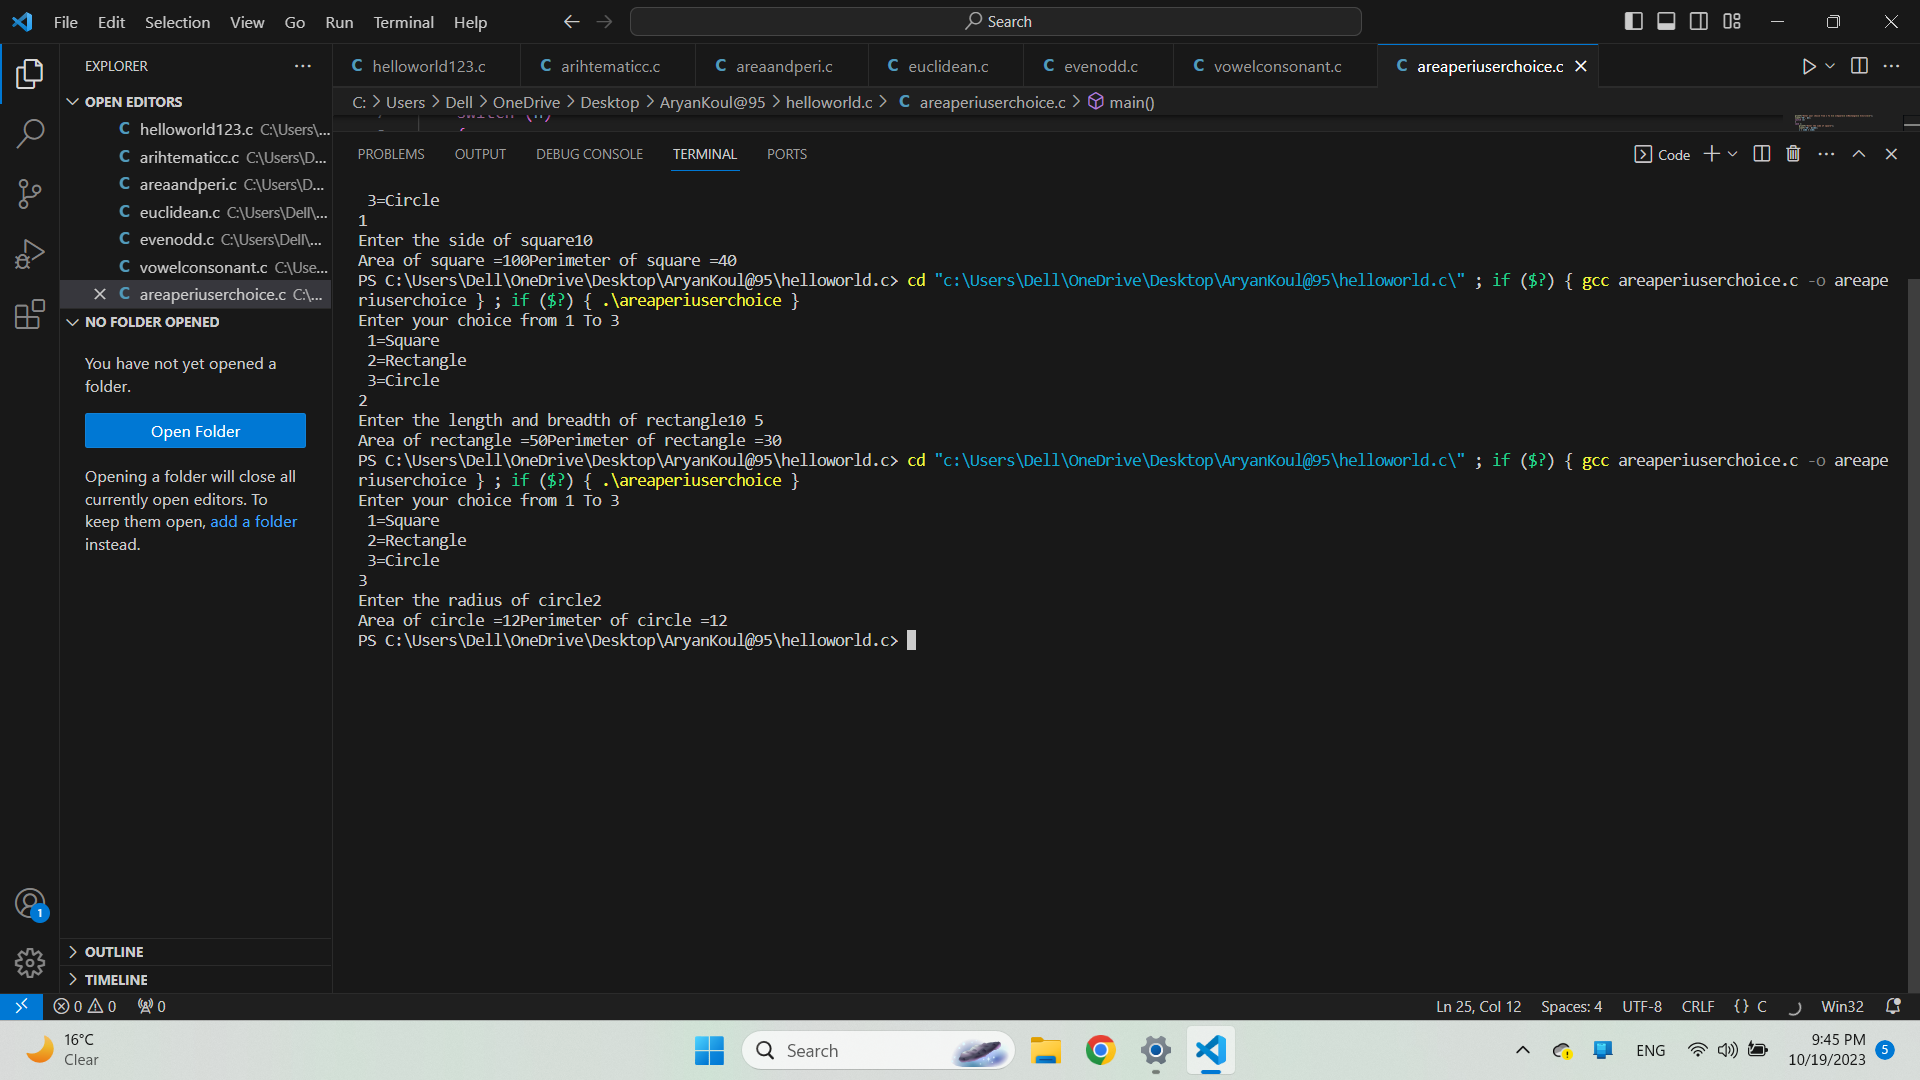 File Edit Selection View Go Run Terminal Help
Search
EXPLORER
OPEN EDITORS
helloworld123.c C:\Users\...
arihtematicc.c C:\Users\D...
areaandperi.c C:\Users\D...
euclidean.c C:\Users\Dell\...
evenodd.c C:\Users\Dell\...
vowelconsonant.c C:\Use...
areaperiuserchoice.c C:\...
NO FOLDER OPENED
You have not yet opened a
folder.
Open Folder
Opening a folder will close all
currently open editors. To
keep them open, add a folder
instead.
OUTLINE
TIMELINE
helloworld123.c arihtematicc.c areaandperi.c euclidean.c evenodd.c vowelconsonant.c areaperiuserchoice.c
C: > Users > Dell > OneDrive > Desktop > AryanKoul@95 > helloworld.c > areaperiuserchoice.c > main()
PROBLEMS OUTPUT DEBUG CONSOLE TERMINAL PORTS
Code
3=Circle
1
Enter the side of square10
Area of square =100Perimeter of square =40
PS C:\Users\Dell\OneDrive\Desktop\AryanKoul@95\helloworld.c> cd "c:\Users\Dell\OneDrive\Desktop\AryanKoul@95\helloworld.c\" ; if ($?) { gcc areaperiuserchoice.c -o areape
riuserchoice } ; if ($?) { .\areaperiuserchoice }
Enter your choice from 1 To 3
1=Square
2=Rectangle
3=Circle
2
Enter the length and breadth of rectangle10 5
Area of rectangle =50Perimeter of rectangle =30
PS C:\Users\Dell\OneDrive\Desktop\AryanKoul@95\helloworld.c> cd "c:\Users\Dell\OneDrive\Desktop\AryanKoul@95\helloworld.c\" ; if ($?) { gcc areaperiuserchoice.c -o areape
riuserchoice } ; if ($?) { .\areaperiuserchoice }
Enter your choice from 1 To 3
1=Square
2=Rectangle
3=Circle
3
Enter the radius of circle2
Area of circle =12Perimeter of circle =12
PS C:\Users\Dell\OneDrive\Desktop\AryanKoul@95\helloworld.c>
1
0 0 0
Ln 25, Col 12 Spaces: 4 UTF-8 CRLF {} C Win32
16°C
Clear
Search
ENG
9:45 PM
10/19/2023
5